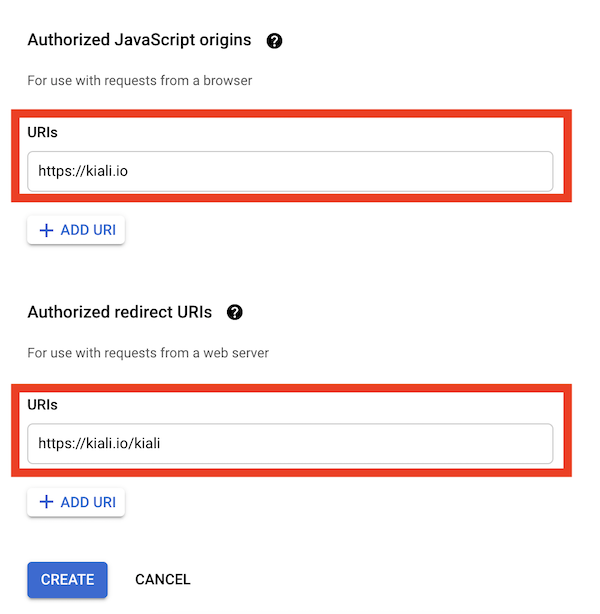 Authorized JavaScript origins ?
For use with requests from a browser
URIs
https://kiali.io
+ ADD URI
Authorized redirect URIs ?
For use with requests from a web server
URIs
https://kiali.io/kiali
+ ADD URI
CREATE CANCEL